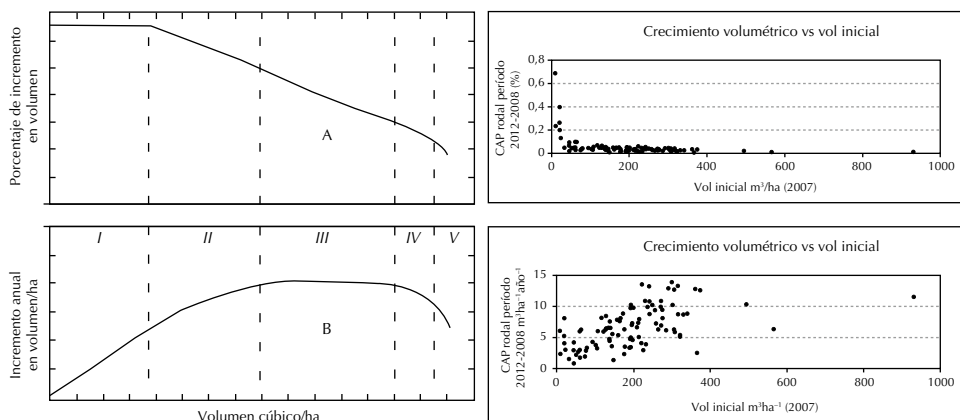 Porcentaje de incremento
en volumen
A
I II III IV V
Incremento anual
en volumen/ha
B
Volumen cúbico/ha
Crecimiento volumétrico vs vol inicial
CAP rodal período
2012-2008 (%)
0,8
0,6
0,4
0,2
0
0 200 400 600 800 1000
Vol inicial m³/ha (2007)
Crecimiento volumétrico vs vol inicial
CAP rodal período
2012-2008 m³ha⁻¹año⁻¹
15
10
5
0
0 200 400 600 800 1000
Vol inicial m³ha⁻¹ (2007)